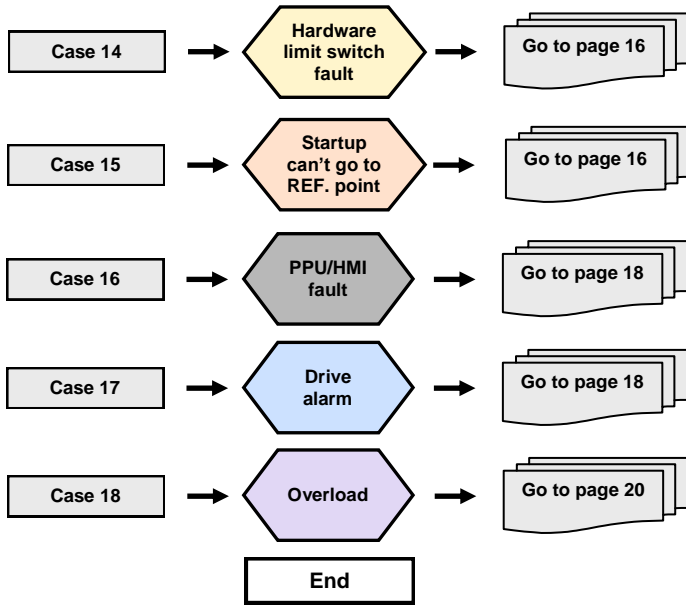 Case 14
Hardware
limit switch
fault
Go to page 16
Case 15
Startup
can't go to
REF. point
Go to page 16
Case 16
PPU/HMI
fault
Go to page 18
Case 17
Drive
alarm
Go to page 18
Case 18
Overload
Go to page 20
End